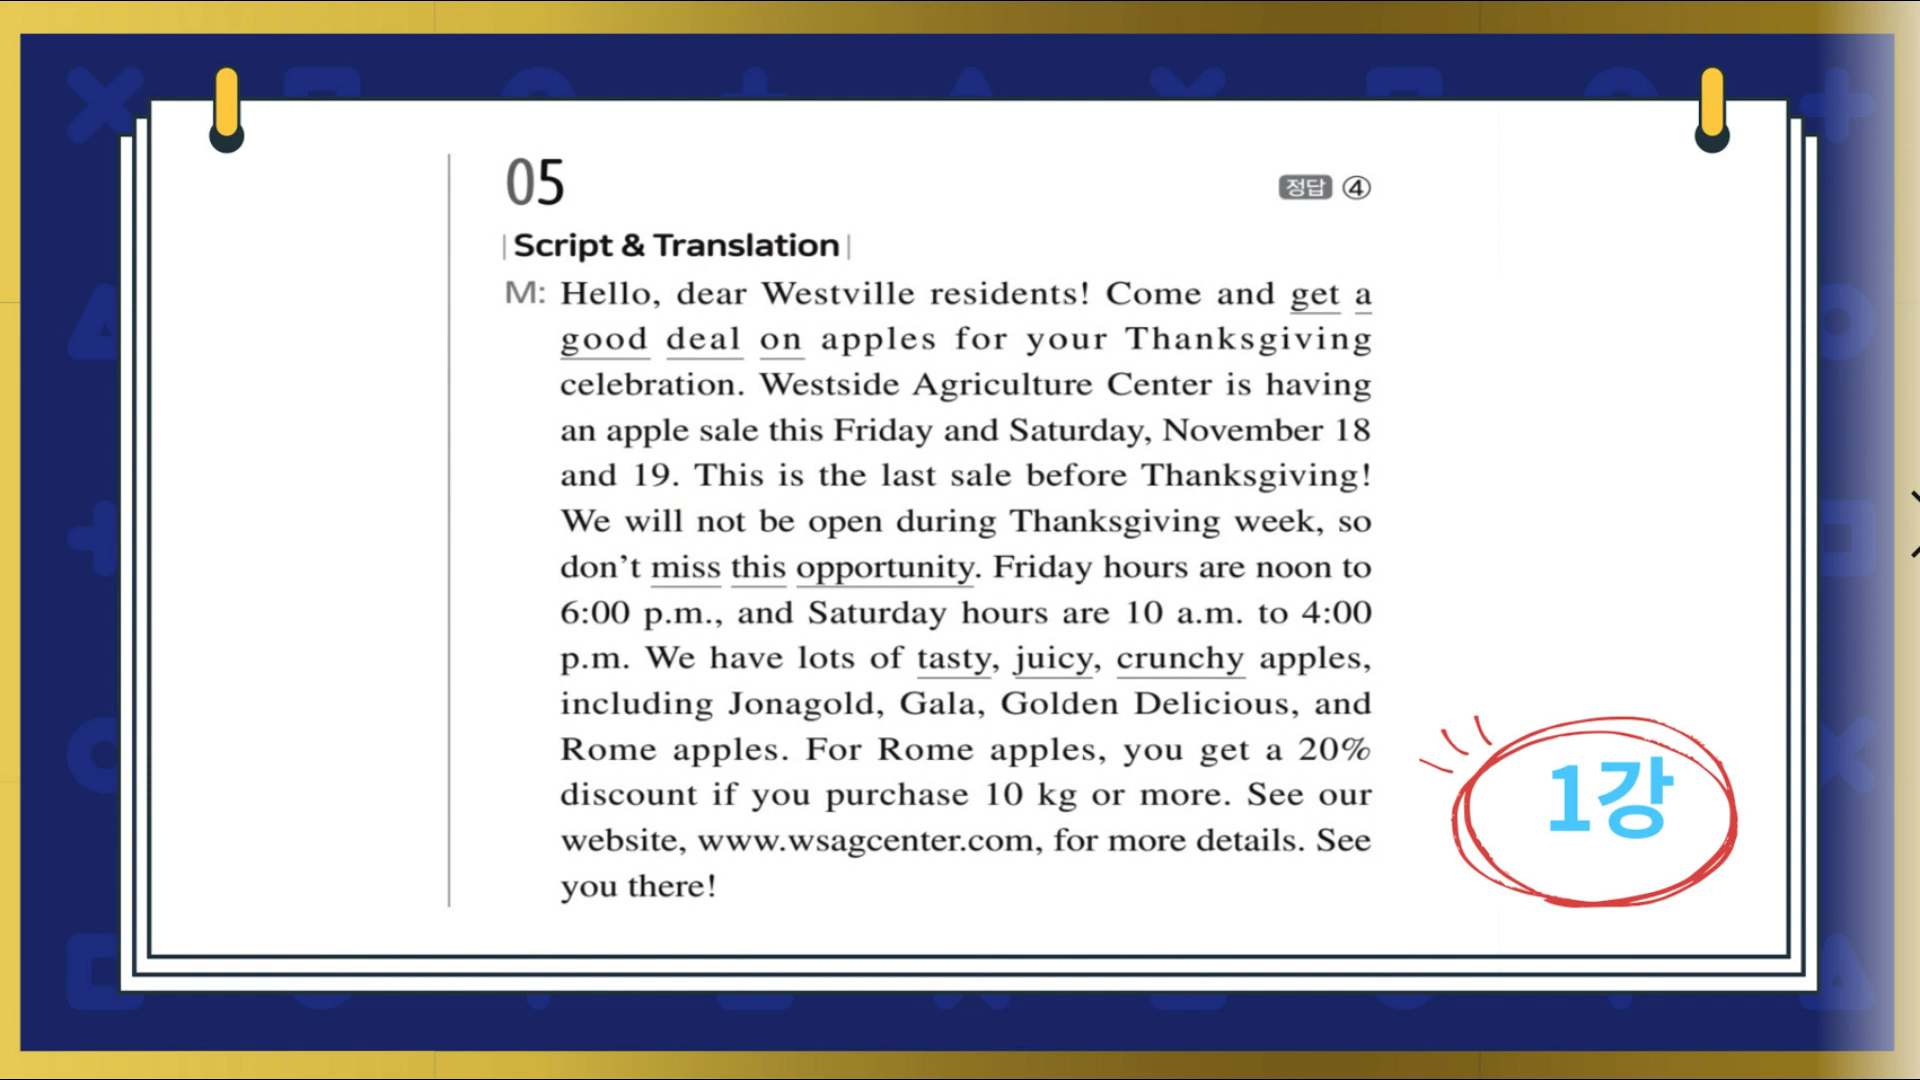 05
정답 ④
Script & Translation
M: Hello, dear Westville residents! Come and get a
good deal on apples for your Thanksgiving
celebration. Westside Agriculture Center is having
an apple sale this Friday and Saturday, November 18
and 19. This is the last sale before Thanksgiving!
We will not be open during Thanksgiving week, so
don’t miss this opportunity. Friday hours are noon to
6:00 p.m., and Saturday hours are 10 a.m. to 4:00
p.m. We have lots of tasty, juicy, crunchy apples,
including Jonagold, Gala, Golden Delicious, and
Rome apples. For Rome apples, you get a 20%
discount if you purchase 10 kg or more. See our
website, www.wsagcenter.com, for more details. See
you there!
1강